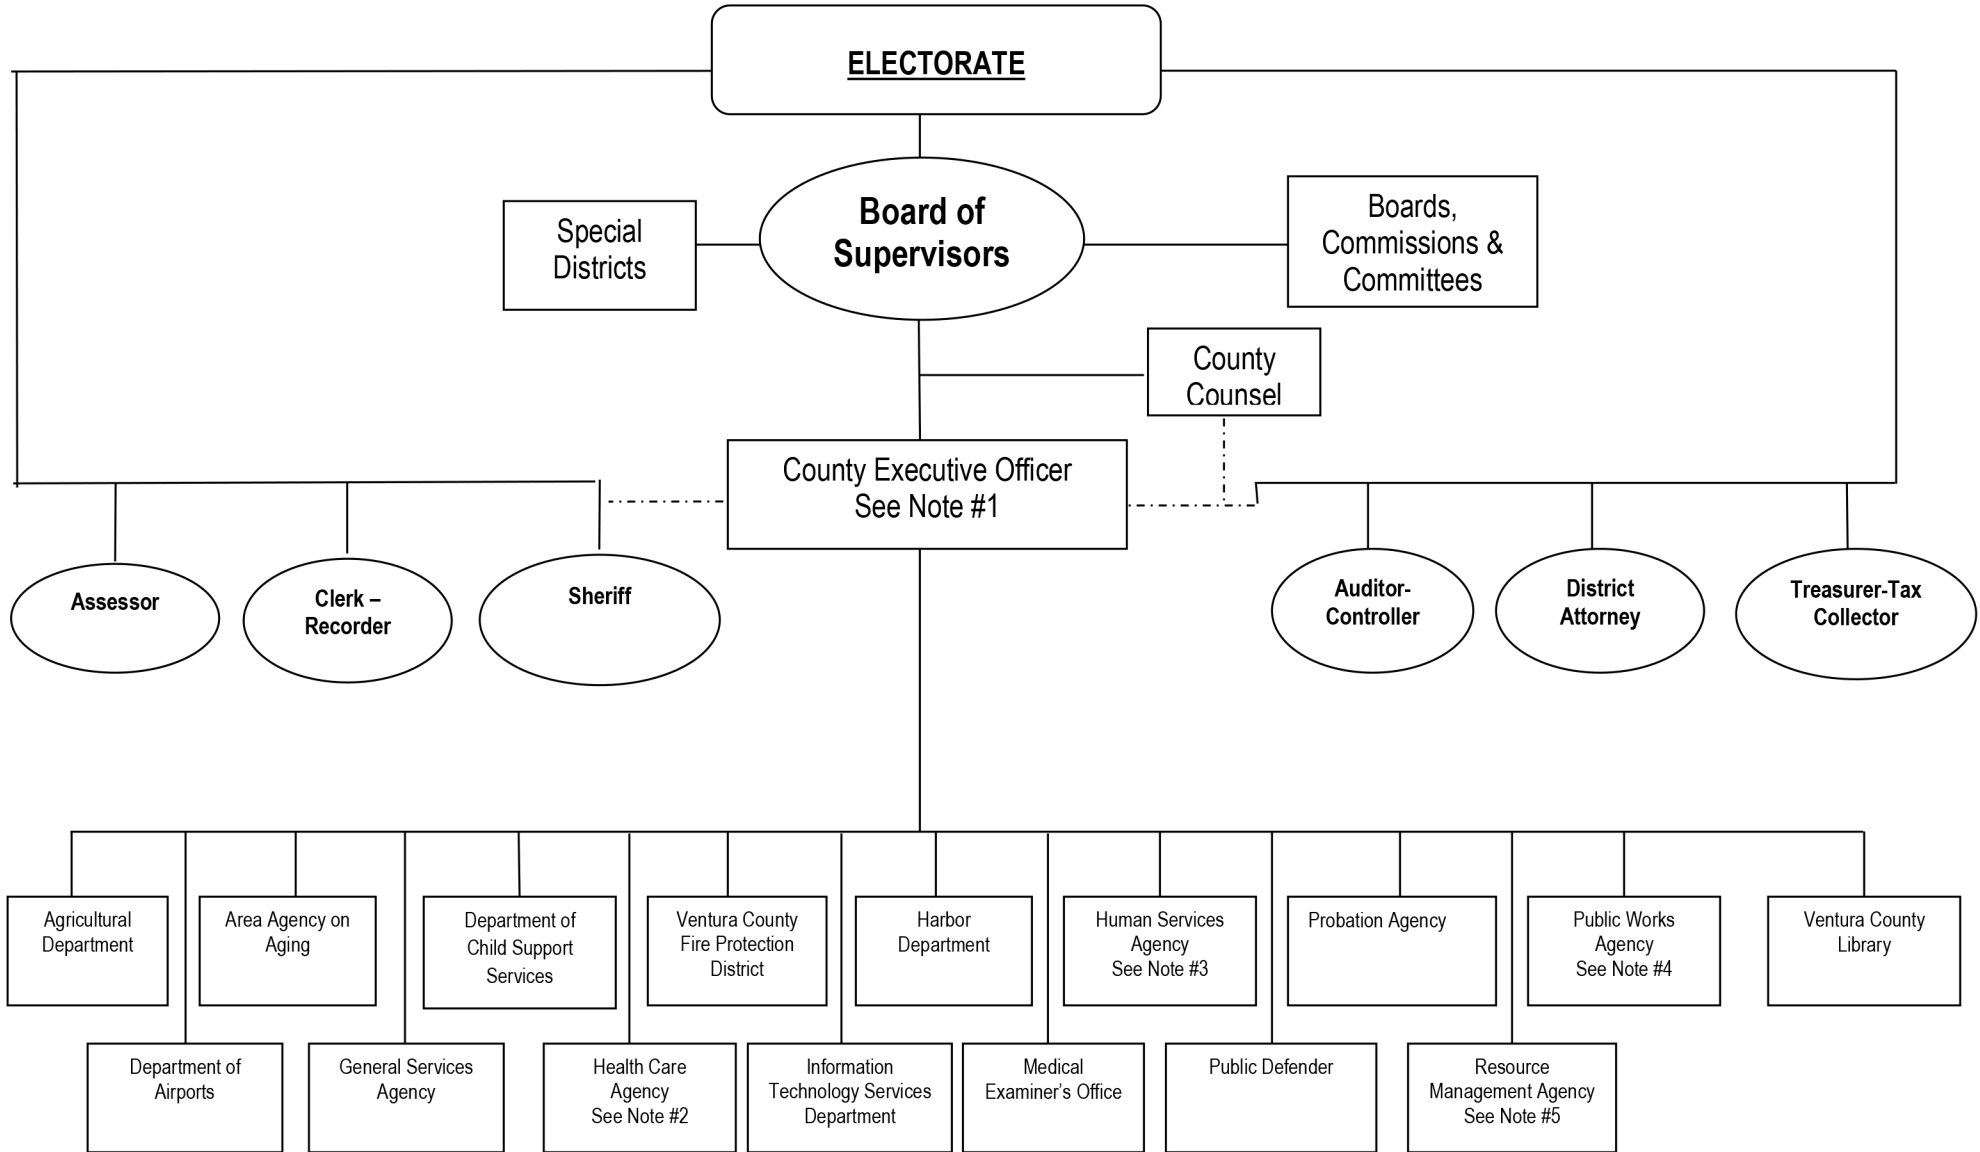 ELECTORATE
Board of
Supervisors
Special
Districts
Boards,
Commissions &
Committees
County
Counsel
County Executive Officer
See Note #1
Assessor
Clerk –
Recorder
Sheriff
Auditor-
Controller
District
Attorney
Treasurer-Tax
Collector
Agricultural
Department
Area Agency on
Aging
Department of
Child Support
Services
Ventura County
Fire Protection
District
Harbor
Department
Human Services
Agency
See Note #3
Probation Agency
Public Works
Agency
See Note #4
Ventura County
Library
Department of
Airports
General Services
Agency
Health Care
Agency
See Note #2
Information
Technology Services
Department
Medical
Examiner’s Office
Public Defender
Resource
Management Agency
See Note #5